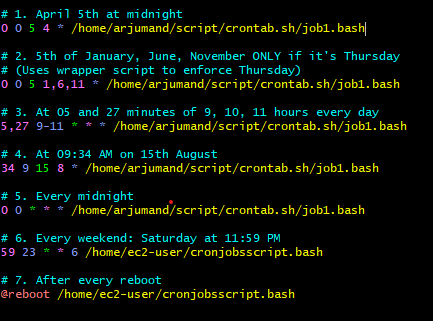 # 1. April 5th at midnight
0 0 5 4 * /home/arjumand/script/crontab.sh/job1.bash
# 2. 5th of January, June, November ONLY if it's Thursday
# (Uses wrapper script to enforce Thursday)
0 0 5 1,6,11 * /home/arjumand/script/crontab.sh/job1.bash
# 3. At 05 and 27 minutes of 9, 10, 11 hours every day
5,27 9-11 * * * /home/arjumand/script/crontab.sh/job1.bash
# 4. At 09:34 AM on 15th August
34 9 15 8 * /home/arjumand/script/crontab.sh/job1.bash
# 5. Every midnight
0 0 * * * /home/arjumand/script/crontab.sh/job1.bash
# 6. Every weekend: Saturday at 11:59 PM
59 23 * * 6 /home/ec2-user/cronjobsscript.bash
# 7. After every reboot
@reboot /home/ec2-user/cronjobsscript.bash